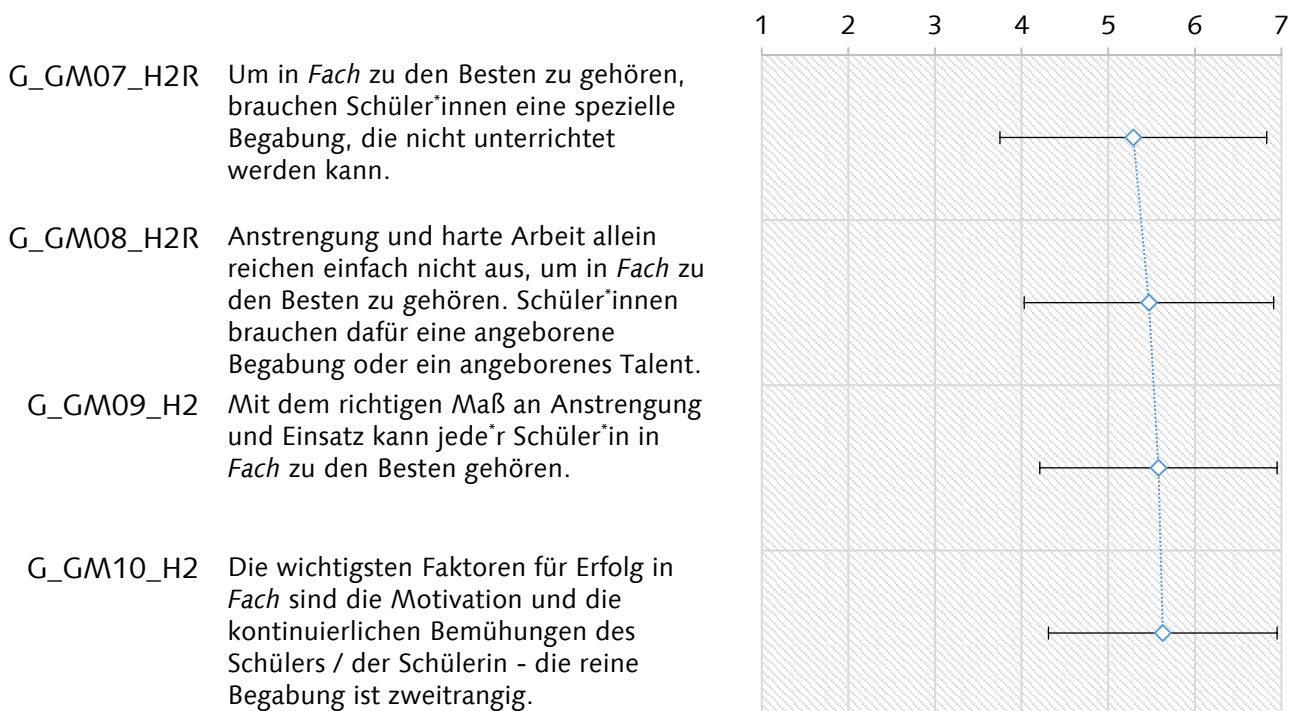 1 2 3 4 5 6 7
G_GM07_H2R Um in Fach zu den Besten zu gehören,
brauchen Schüler*innen eine spezielle
Begabung, die nicht unterrichtet
werden kann.
G_GM08_H2R Anstrengung und harte Arbeit allein
reichen einfach nicht aus, um in Fach zu
den Besten zu gehören. Schüler*innen
brauchen dafür eine angeborene
Begabung oder ein angeborenes Talent.
G_GM09_H2 Mit dem richtigen Maß an Anstrengung
und Einsatz kann jede*r Schüler*in in
Fach zu den Besten gehören.
G_GM10_H2 Die wichtigsten Faktoren für Erfolg in
Fach sind die Motivation und die
kontinuierlichen Bemühungen des
Schülers / der Schülerin - die reine
Begabung ist zweitrangig.